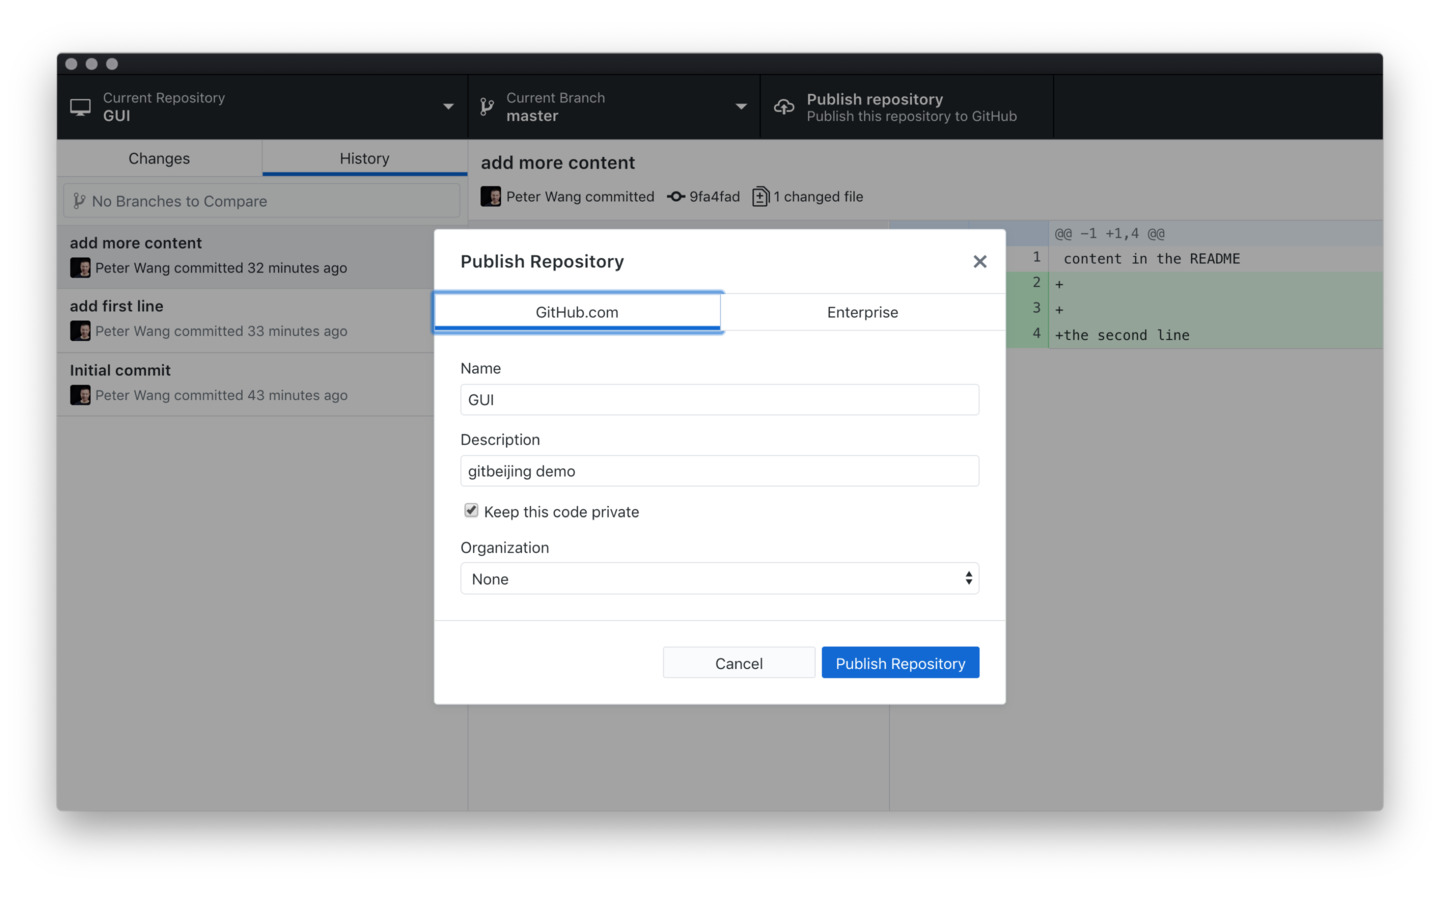 Current Repository
GUI
Current Branch
master
Publish repository
Publish this repository to GitHub
Changes
History
No Branches to Compare
add more content
Peter Wang committed 32 minutes ago
add first line
Peter Wang committed 33 minutes ago
Initial commit
Peter Wang committed 43 minutes ago
add more content
Peter Wang committed 9fa4fad 1 changed file
@@ -1 +1,4 @@
1 content in the README
2 +
3 +
4 +the second line
Publish Repository
GitHub.com
Enterprise
Name
GUI
Description
gitbeijing demo
Keep this code private
Organization
None
Cancel
Publish Repository